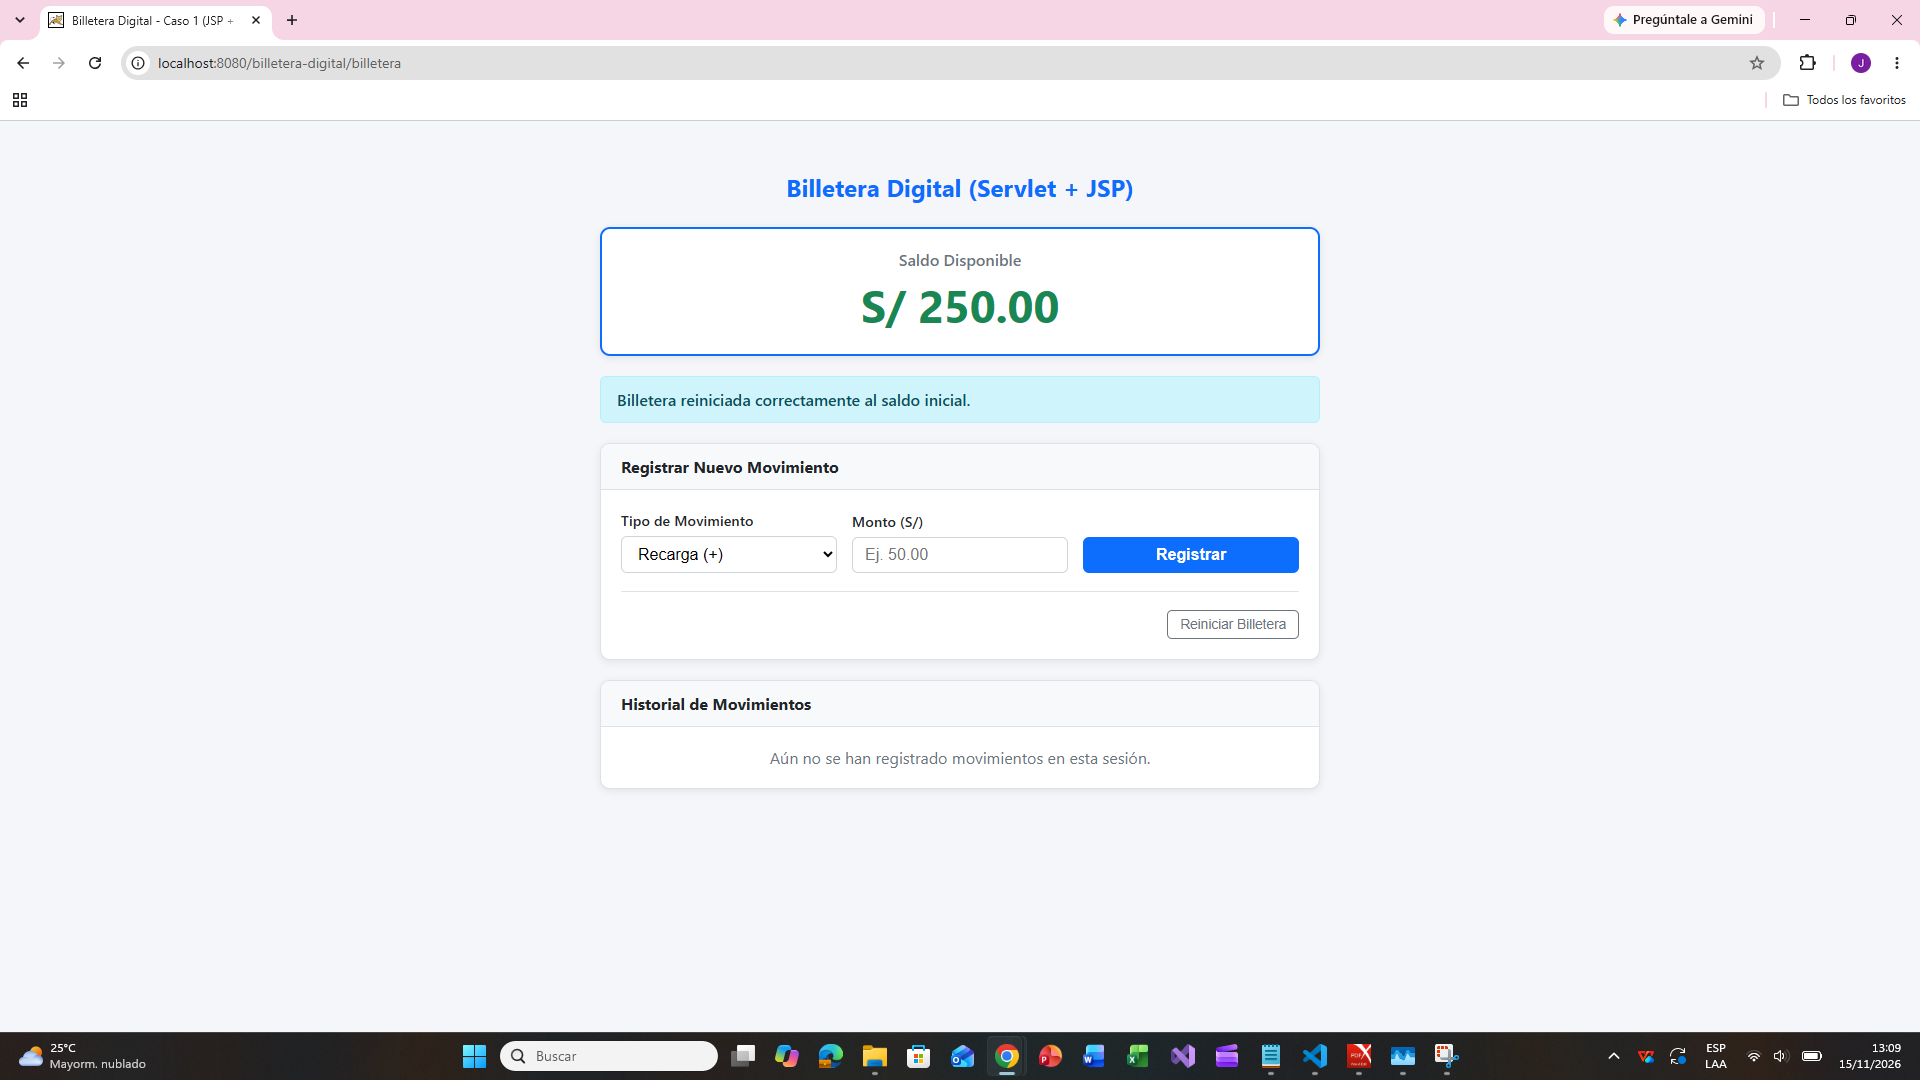 Billetera Digital - Caso 1 (JSP +
Pregúntale a Gemini
localhost:8080/billetera-digital/billetera
J
Todos los favoritos
Billetera Digital (Servlet + JSP)
Saldo Disponible
S/ 250.00
Billetera reiniciada correctamente al saldo inicial.
Registrar Nuevo Movimiento
Tipo de Movimiento
Monto (S/)
Recarga (+)
Ej. 50.00
Registrar
Reiniciar Billetera
Historial de Movimientos
Aún no se han registrado movimientos en esta sesión.
25°C
Mayorm. nublado
Buscar
ESP
LAA
13:09
15/11/2026